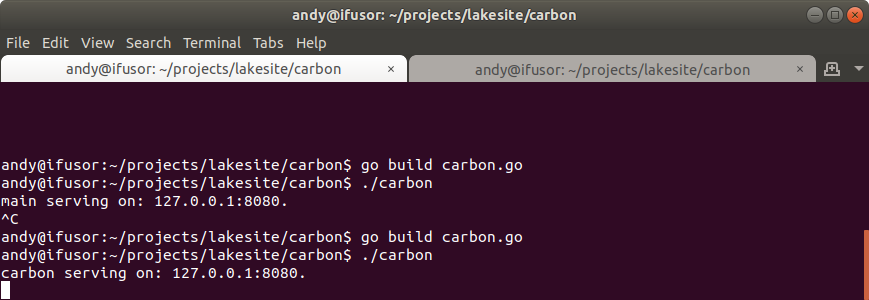 andy@ifusor: ~/projects/lakesite/carbon
File Edit View Search Terminal Tabs Help
andy@ifusor: ~/projects/lakesite/carbon × andy@ifusor: ~/projects/lakesite/carbon ×
andy@ifusor:~/projects/lakesite/carbon$ go build carbon.go
andy@ifusor:~/projects/lakesite/carbon$ ./carbon
main serving on: 127.0.0.1:8080.
^C
andy@ifusor:~/projects/lakesite/carbon$ go build carbon.go
andy@ifusor:~/projects/lakesite/carbon$ ./carbon
carbon serving on: 127.0.0.1:8080.